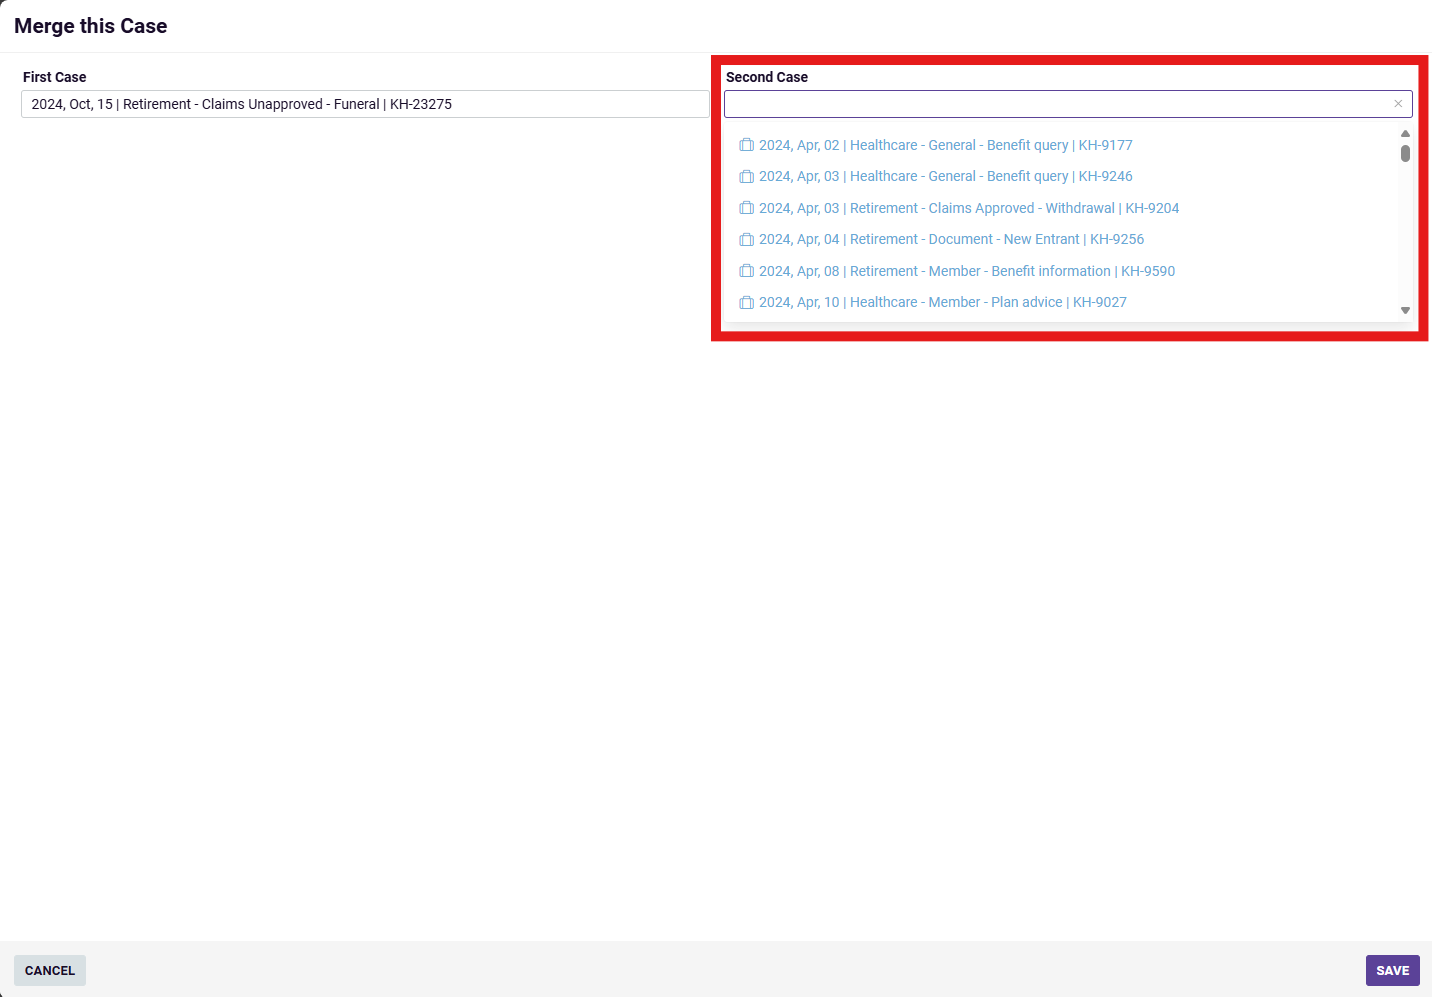 Merge this Case
First Case
2024, Oct, 15 | Retirement - Claims Unapproved - Funeral | KH-23275
Second Case
2024, Apr, 02 | Healthcare - General - Benefit query | KH-9177
2024, Apr, 03 | Healthcare - General - Benefit query | KH-9246
2024, Apr, 03 | Retirement - Claims Approved - Withdrawal | KH-9204
2024, Apr, 04 | Retirement - Document - New Entrant | KH-9256
2024, Apr, 08 | Retirement - Member - Benefit information | KH-9590
2024, Apr, 10 | Healthcare - Member - Plan advice | KH-9027
CANCEL
SAVE